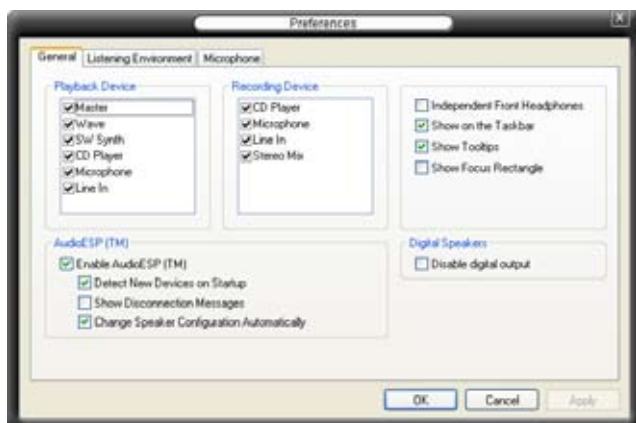 Preferences
General
Listening Environment
Microphone
Playback Device
Master
Wave
SW Synth
CD Player
Microphone
Line In
Recording Device
CD Player
Microphone
Line In
Stereo Mix
Independent Front Headphones
Show on the Taskbar
Show Tooltips
Show Focus Rectangle
AudioESP (TM)
Enable AudioESP (TM)
Detect New Devices on Startup
Show Disconnection Messages
Change Speaker Configuration Automatically
Digital Speakers
Disable digital output
OK
Cancel
Apply